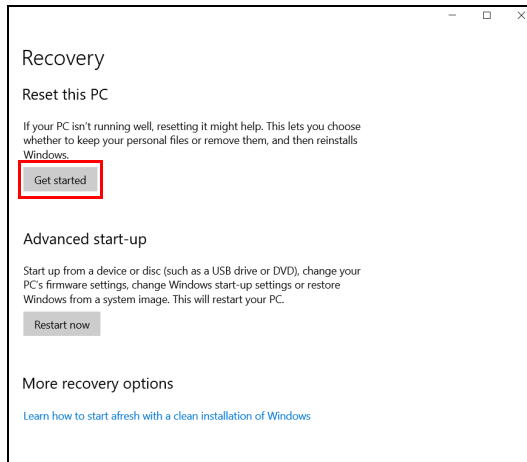 Recovery
Reset this PC
If your PC isn't running well, resetting it might help. This lets you choose
whether to keep your personal files or remove them, and then reinstalls
Windows.
Get started
Advanced start-up
Start up from a device or disc (such as a USB drive or DVD), change your
PC's firmware settings, change Windows start-up settings or restore
Windows from a system image. This will restart your PC.
Restart now
More recovery options
Learn how to start afresh with a clean installation of Windows